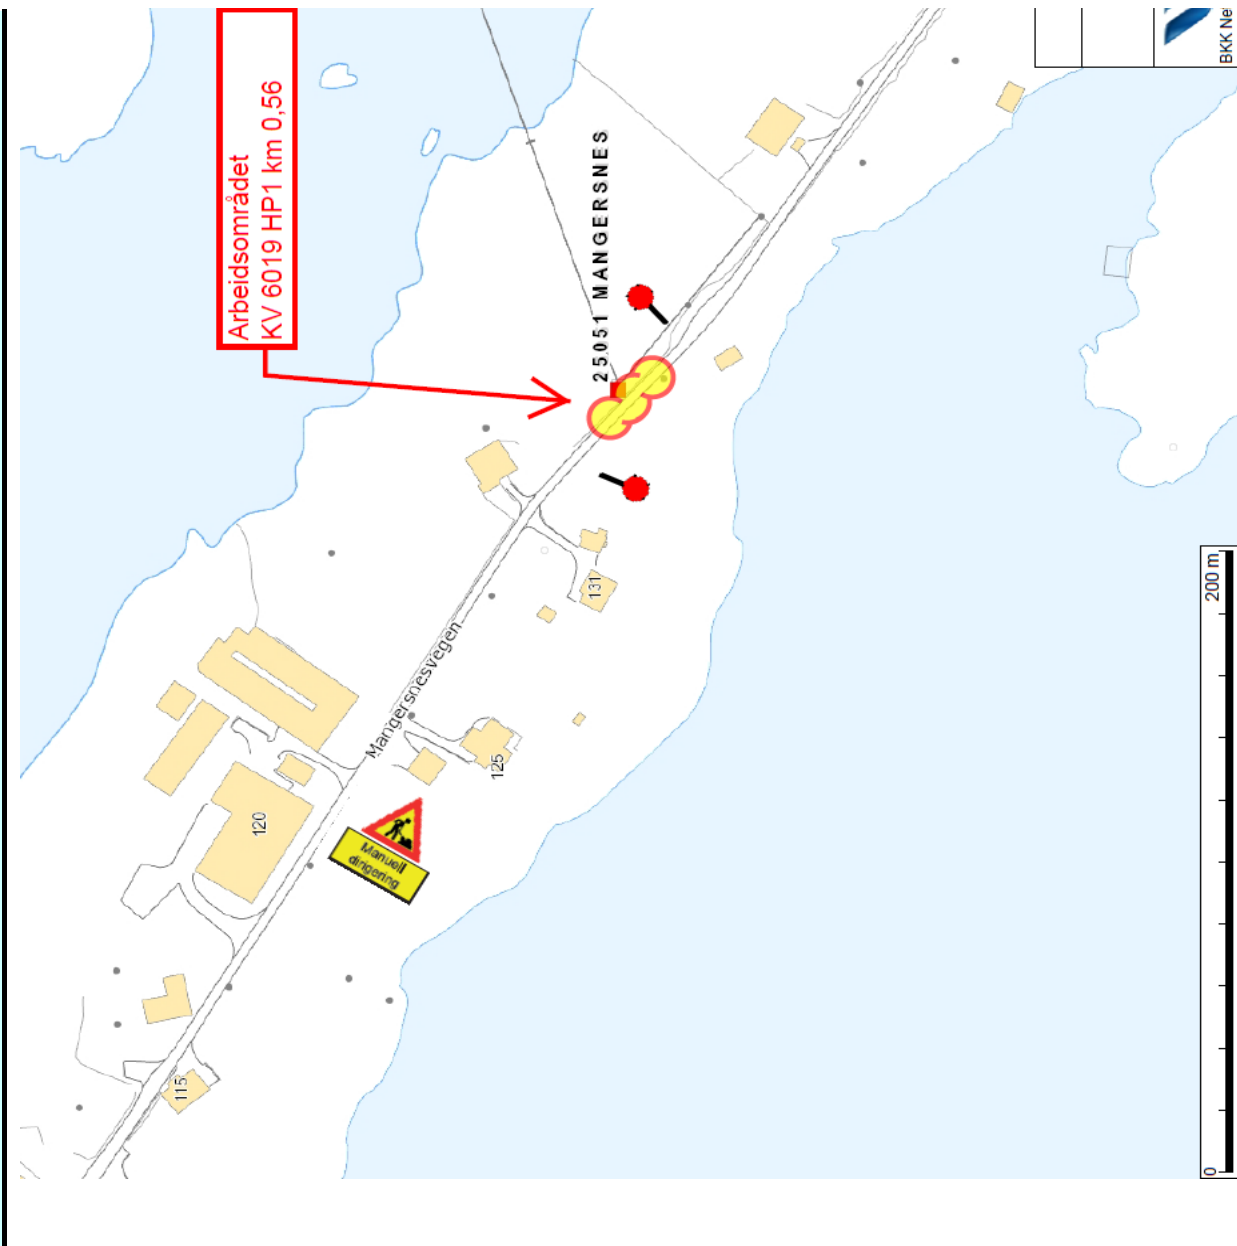 Arbeidsområdet
KV 6019 HP1 km 0,56
25051 MANGERSNES
Mangersnesvegen
131
125
120
115
Manuell
dirigering
200 m
0
BKK Ne